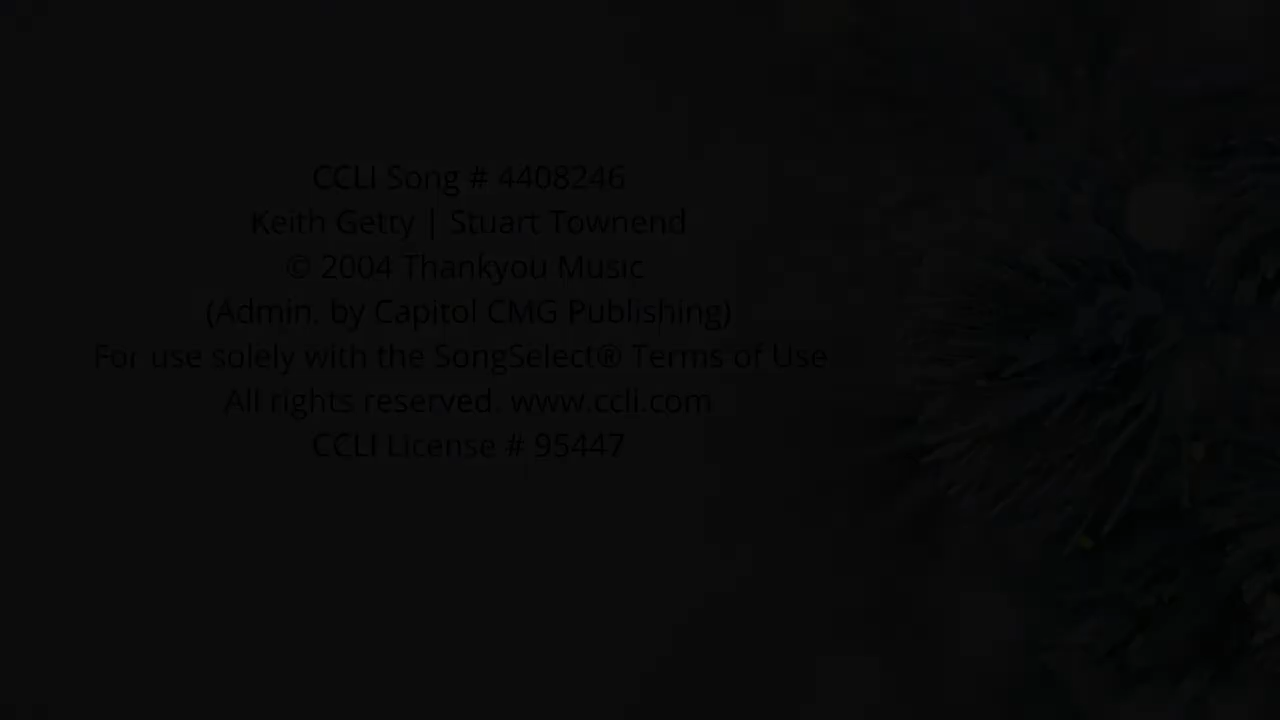 CCLI Song # 4408246
Keith Getty | Stuart Townend
© 2004 Thankyou Music
(Admin. by Capitol CMG Publishing)
For use solely with the SongSelect® Terms of Use
All rights reserved. www.ccli.com
CCLI License # 95447